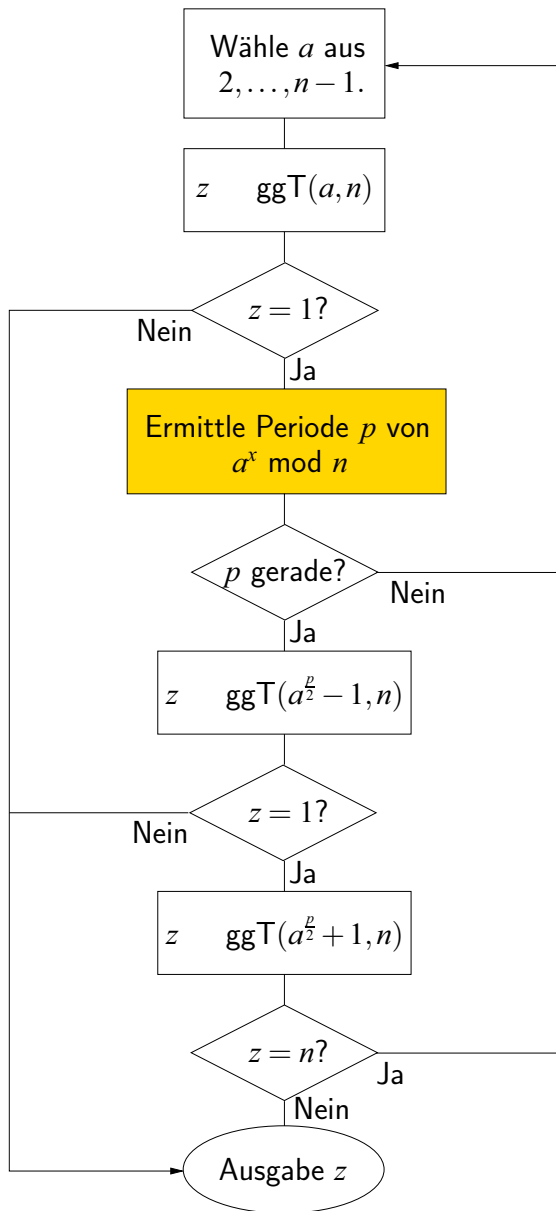 Wähle a aus
2,…,n−1.
z ggT(a,n)
z = 1?
Nein
Ja
Ermittle Periode p von
a^x mod n
p gerade?
Nein
Ja
z ggT(a^{p/2} − 1,n)
z = 1?
Nein
Ja
z ggT(a^{p/2} + 1,n)
z = n?
Ja
Nein
Ausgabe z